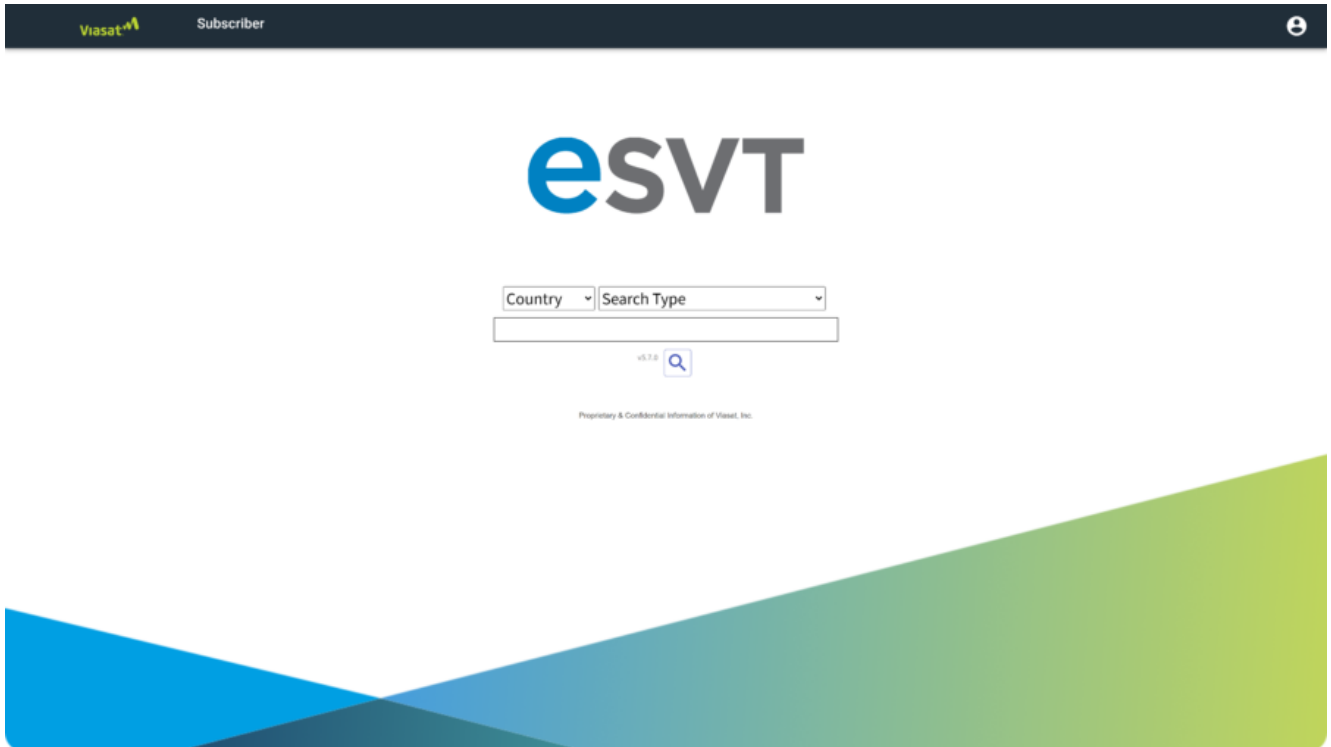 Viasat
Subscriber
eSVT
Country
Search Type
v5.7.0
Proprietary & Confidential Information of Viasat, Inc.